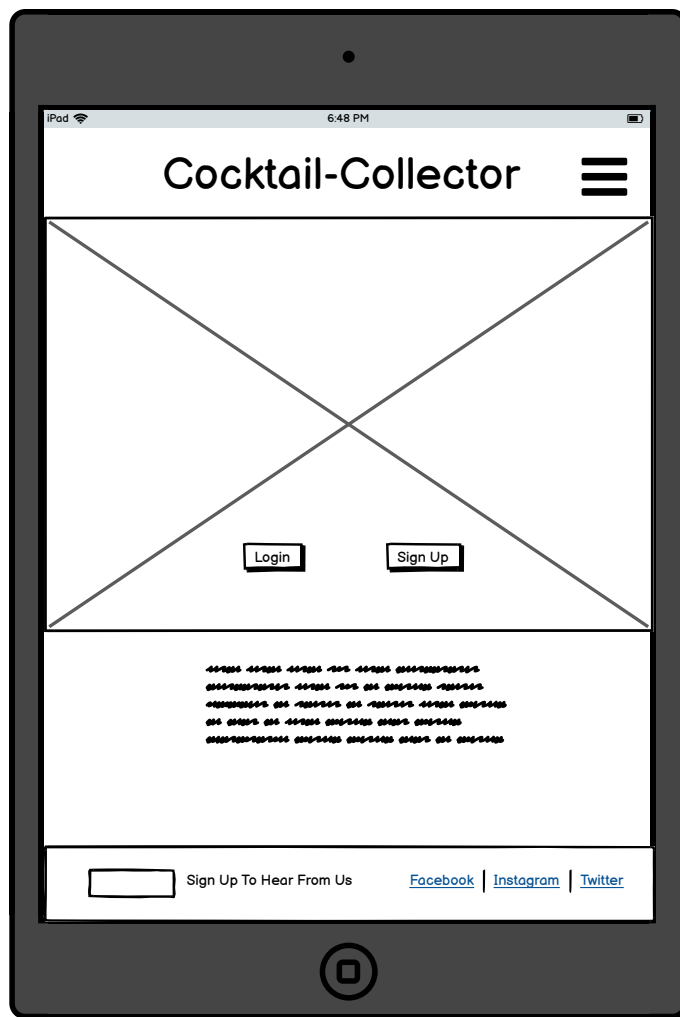 iPad 6:48 PM
Cocktail-Collector
Login Sign Up
Sign Up To Hear From Us Facebook Instagram Twitter